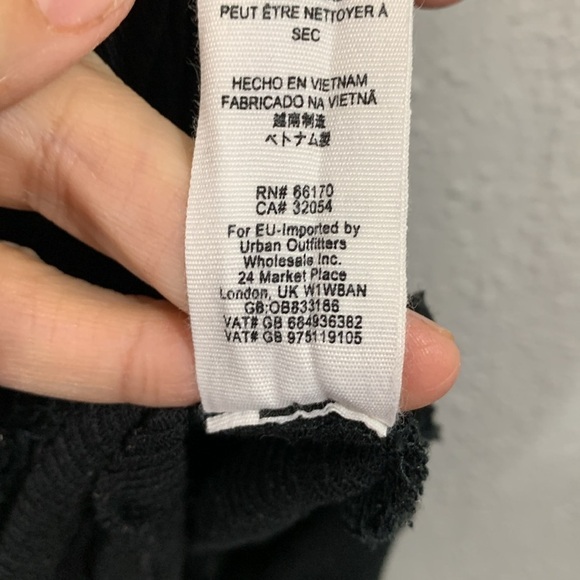 PEUT ÊTRE NETTOYER À
SEC
HECHO EN VIETNAM
FABRICADO NA VIETNÃ
越南制造
ベトナム製
RN# 66170
CA# 32054
For EU-Imported by
Urban Outfitters
Wholesale Inc.
24 Market Place
London, UK W1W8AN
GB:OB833186
VAT# GB 684936382
VAT# GB 975119105